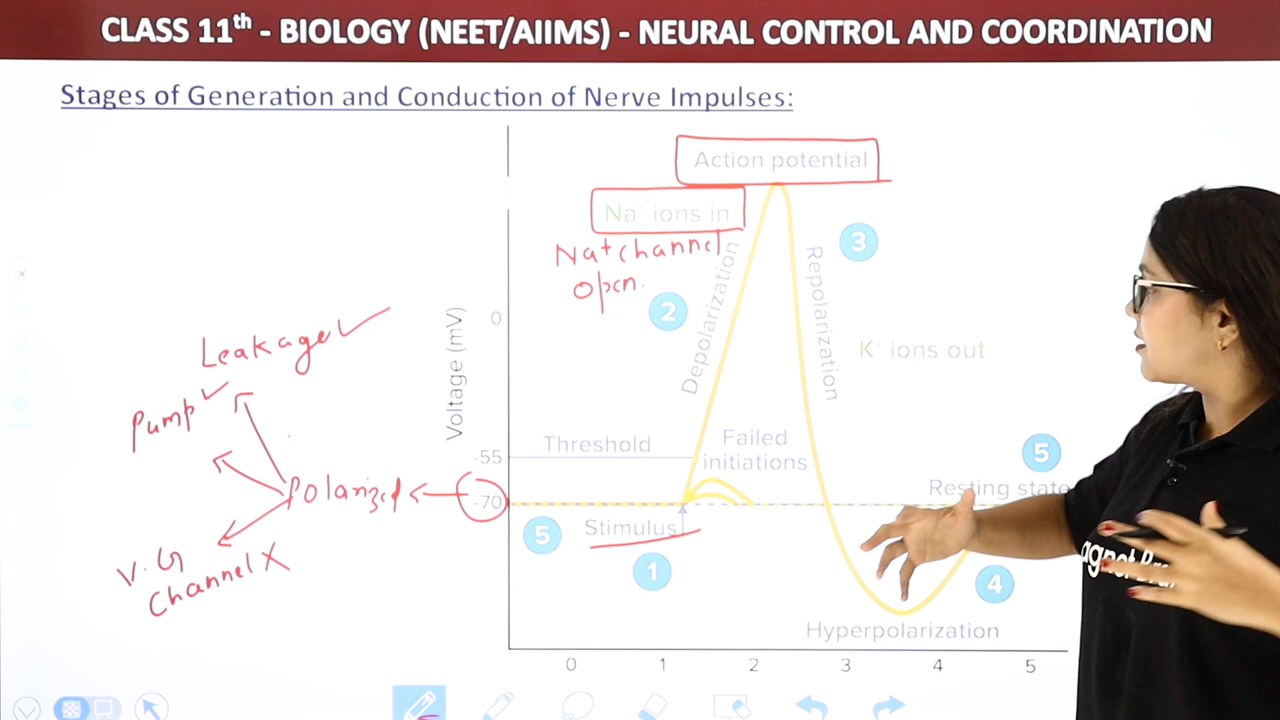 CLASS 11th - BIOLOGY (NEET/AIIMS) - NEURAL CONTROL AND COORDINATION
Stages of Generation and Conduction of Nerve Impulses:
Action potential
Na+ ions in
Na+ channel
open.
3
2
Depolarization
Repolarization
Voltage (mV)
0
K+ ions out
Leakage ✓
Pump ✓
Polarized
V.G
Channel X
Threshold
-55
Failed
initiations
5
Resting state
-70
5
Stimulus
1
4
Hyperpolarization
0 1 2 3 4 5